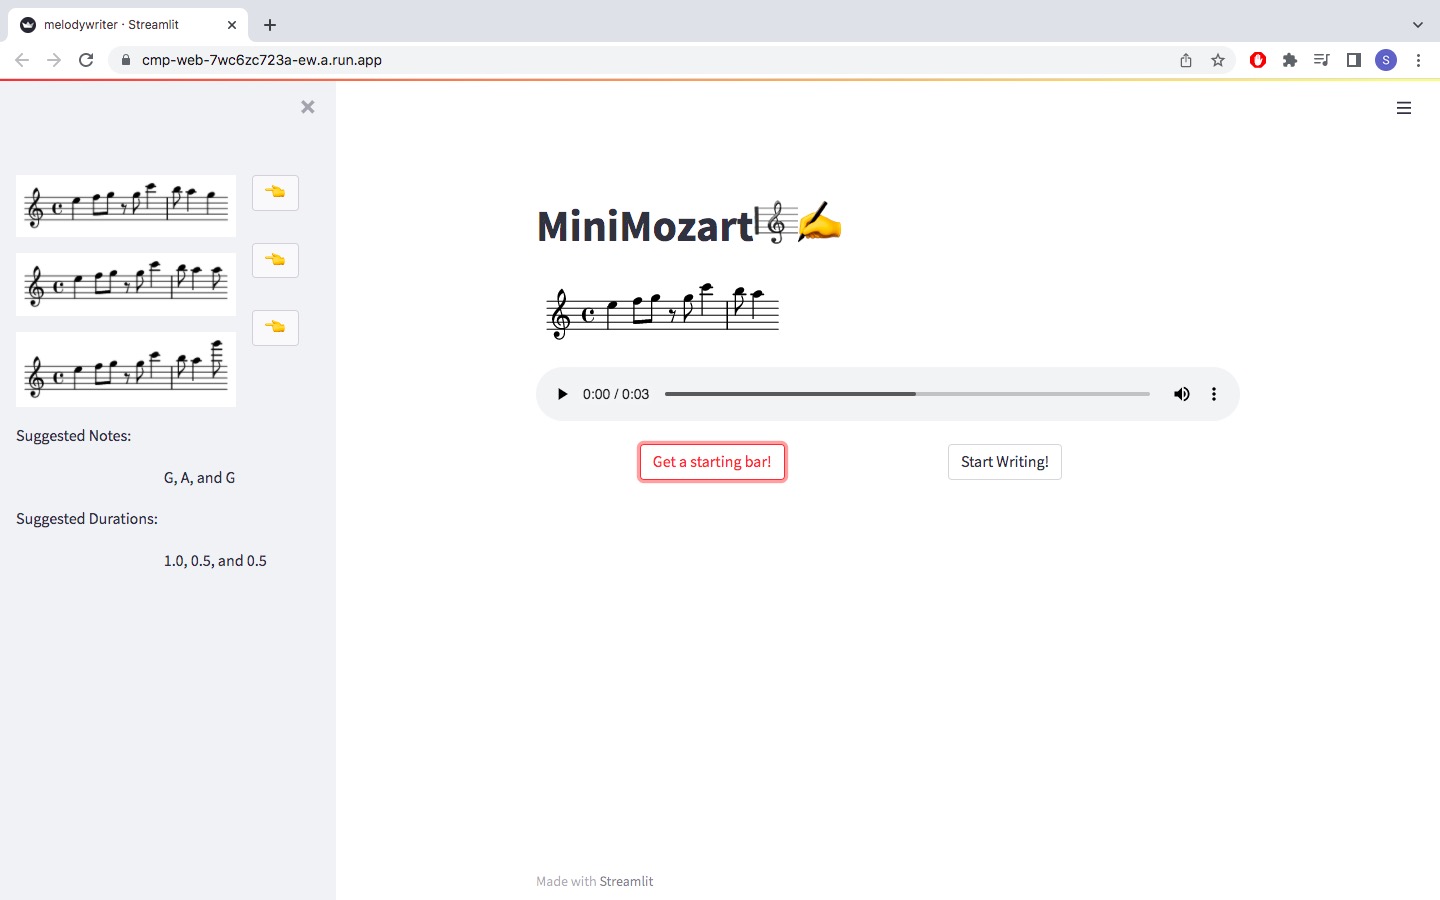 melodywriter · Streamlit
cmp-web-7wc6zc723a-ew.a.run.app
S
Suggested Notes:
G, A, and G
Suggested Durations:
1.0, 0.5, and 0.5
MiniMozart
0:00 / 0:03
Get a starting bar!
Start Writing!
Made with Streamlit